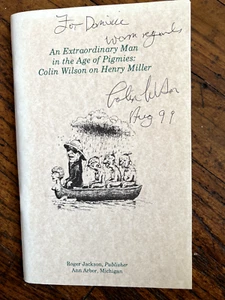 For Daniele
warm regards
An Extraordinary Man
in the Age of Pigmies:
Colin Wilson on Henry Miller
Colin Wilson
Aug 99
Roger Jackson, Publisher
Ann Arbor, Michigan